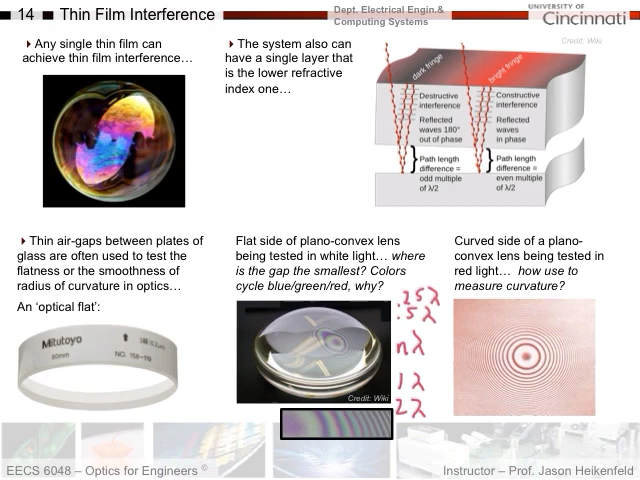 14
Thin Film Interference
Dept. Electrical Engin.&
Computing Systems
UNIVERSITY OF
Cincinnati
Any single thin film can
achieve thin film interference…
The system also can
have a single layer that
is the lower refractive
index one…
Credit: Wiki
dark fringe
bright fringe
Destructive
interference
Reflected
waves 180°
out of phase
Path length
difference =
odd multiple
of λ/2
Constructive
interference
Reflected
waves
in phase
Path length
difference =
even multiple
of λ/2
Thin air-gaps between plates of
glass are often used to test the
flatness or the smoothness of
radius of curvature in optics…
An ‘optical flat’:
Mitutoyo
60mm
NO. 158-119
Flat side of plano-convex lens
being tested in white light… where
is the gap the smallest? Colors
cycle blue/green/red, why?
Credit: Wiki
.25λ
.5λ
nλ
1λ
2λ
Curved side of a plano-
convex lens being tested in
red light… how use to
measure curvature?
EECS 6048 – Optics for Engineers ©
Instructor – Prof. Jason Heikenfeld